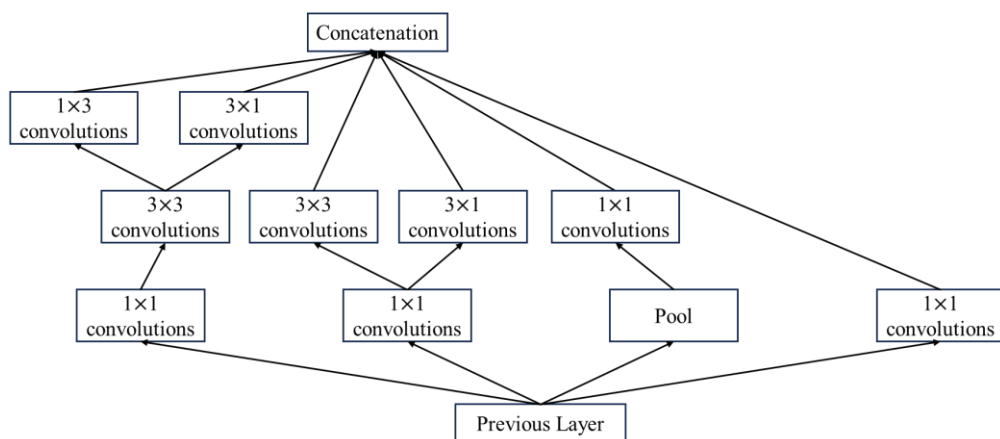 Concatenation
1×3
convolutions
3×1
convolutions
3×3
convolutions
3×3
convolutions
3×1
convolutions
1×1
convolutions
1×1
convolutions
1×1
convolutions
Pool
1×1
convolutions
Previous Layer